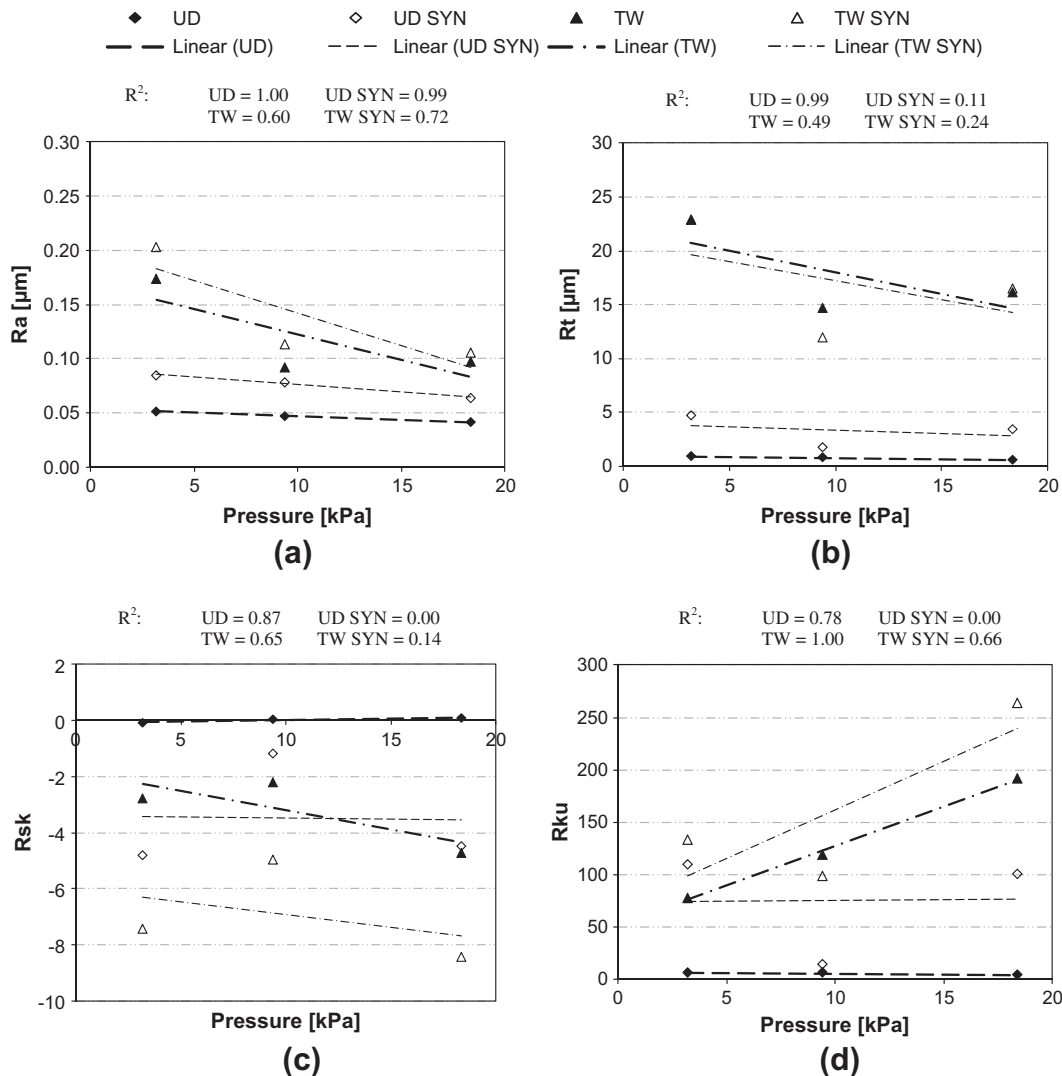 UD UD SYN TW TW SYN
Linear (UD) Linear (UD SYN) Linear (TW) Linear (TW SYN)
R²: UD = 1.00 UD SYN = 0.99
TW = 0.60 TW SYN = 0.72
0.30
0.25
0.20
0.15
0.10
0.05
0.00
Ra [µm]
0 5 10 15 20
Pressure [kPa]
(a)
R²: UD = 0.99 UD SYN = 0.11
TW = 0.49 TW SYN = 0.24
30
25
20
15
10
5
0
Rt [µm]
0 5 10 15 20
Pressure [kPa]
(b)
R²: UD = 0.87 UD SYN = 0.00
TW = 0.65 TW SYN = 0.14
2
0
-2
-4
-6
-8
-10
Rsk
0 5 10 15 20
Pressure [kPa]
(c)
R²: UD = 0.78 UD SYN = 0.00
TW = 1.00 TW SYN = 0.66
300
250
200
150
100
50
0
Rku
0 5 10 15 20
Pressure [kPa]
(d)